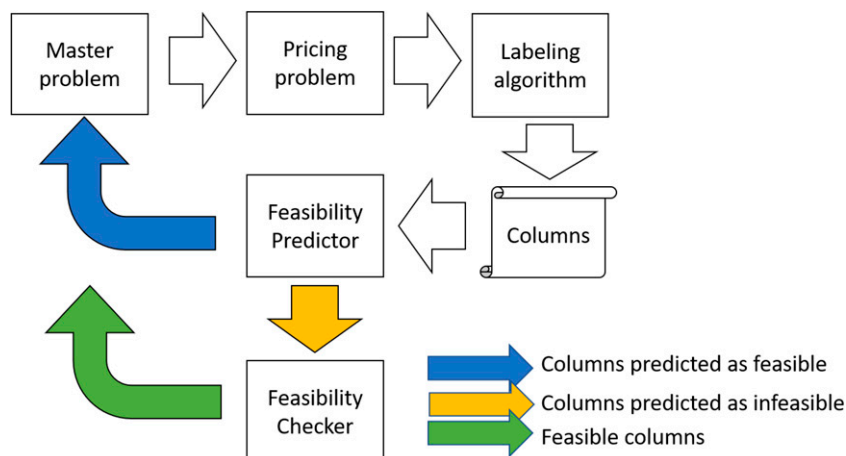 Master
problem
Pricing
problem
Labeling
algorithm
Feasibility
Predictor
Columns
Feasibility
Checker
Columns predicted as feasible
Columns predicted as infeasible
Feasible columns